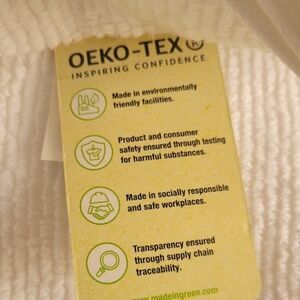 OEKO-TEX®
INSPIRING CONFIDENCE
Made in environmentally
friendly facilities.
Product and consumer
safety ensured through testing
for harmful substances.
Made in socially responsible
and safe workplaces.
Transparency ensured
through supply chain
traceability.
www.madeingreen.com